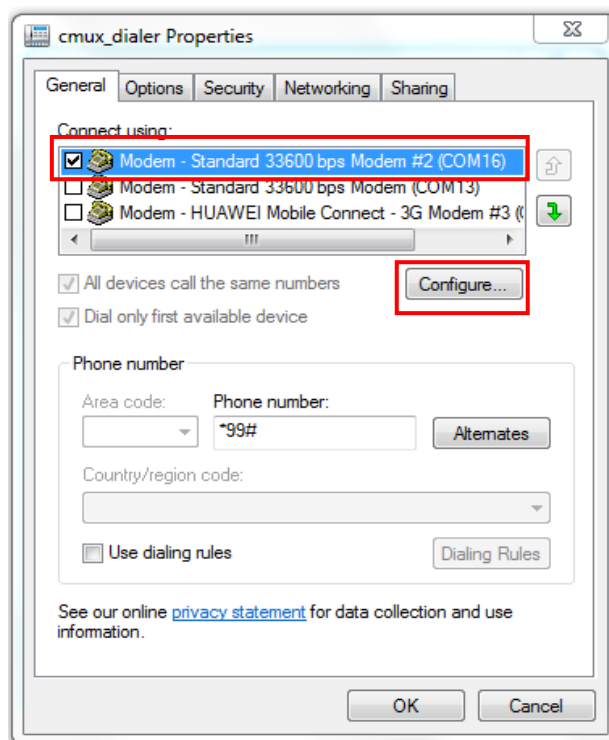 cmux_dialer Properties
General Options Security Networking Sharing
Connect using:
Modem - Standard 33600 bps Modem #2 (COM16)
Modem - Standard 33600 bps Modem (COM13)
Modem - HUAWEI Mobile Connect - 3G Modem #3 (
All devices call the same numbers
Configure...
Dial only first available device
Phone number
Area code: Phone number:
*99#
Alternates
Country/region code:
Use dialing rules
Dialing Rules
See our online privacy statement for data collection and use
information.
OK Cancel